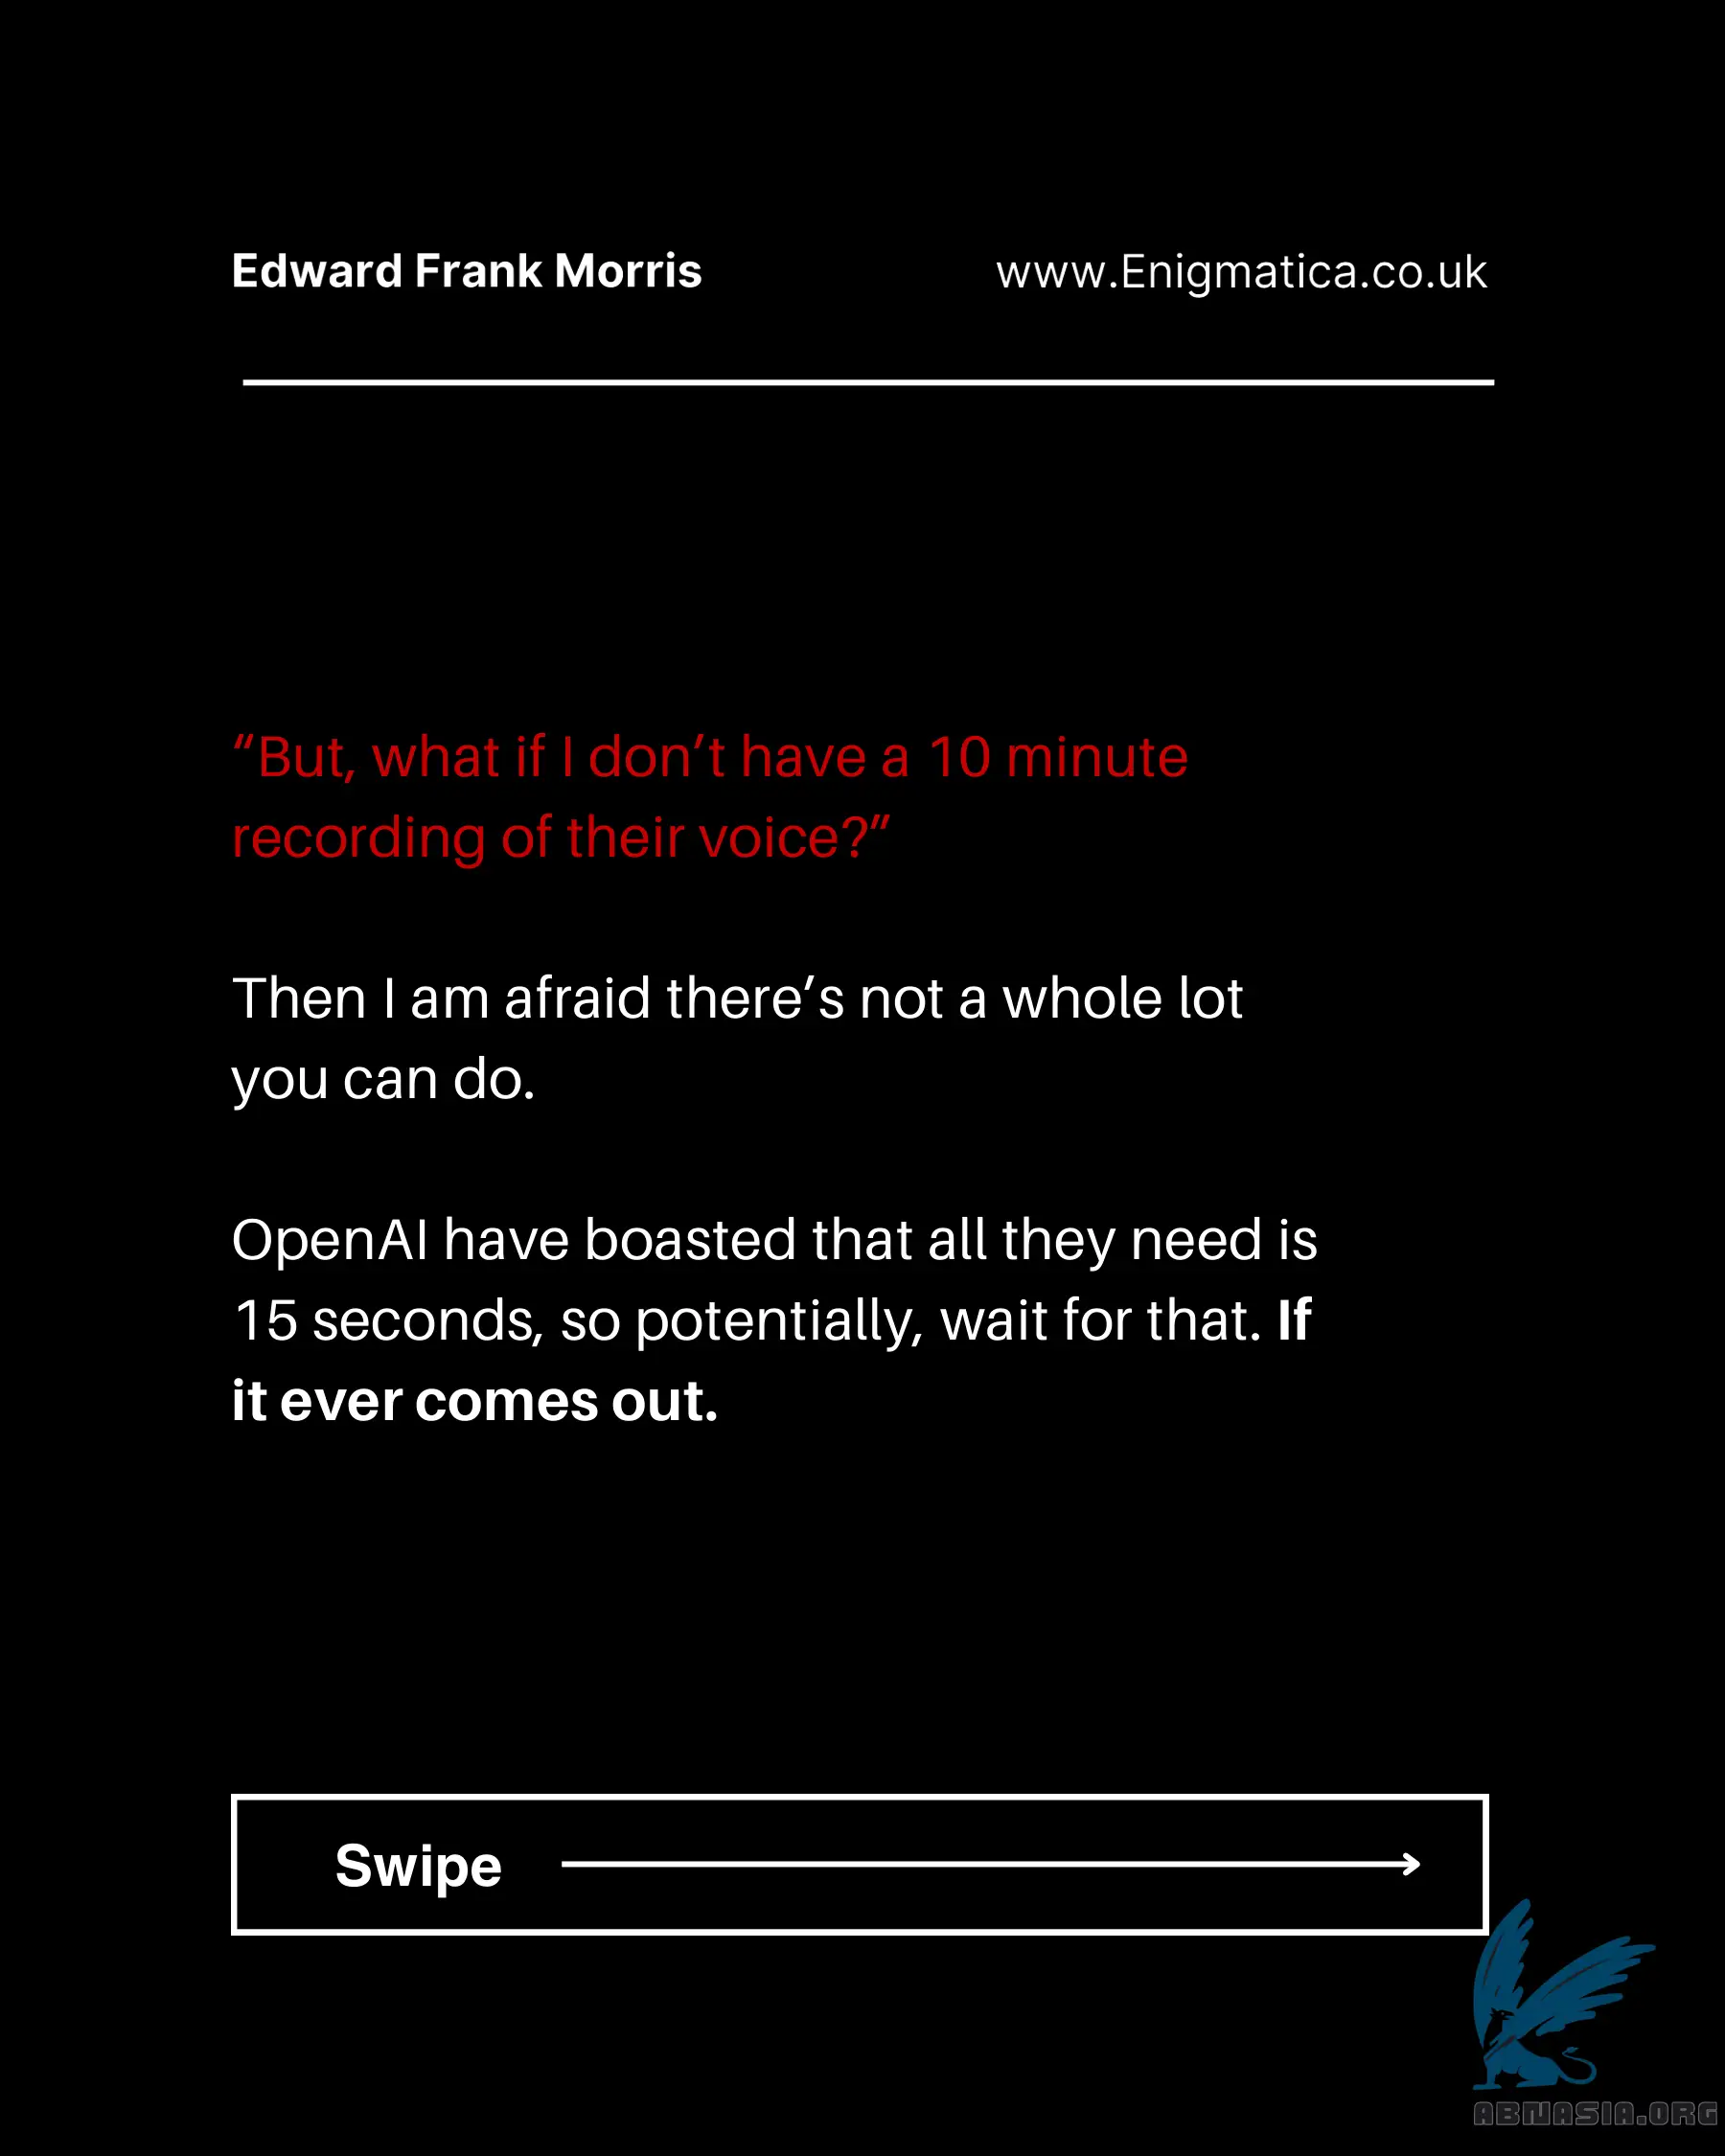 Edward Frank Morris
www.Enigmatica.co.uk
“But, what if I don’t have a 10 minute
recording of their voice?”
Then I am afraid there’s not a whole lot
you can do.
OpenAI have boasted that all they need is
15 seconds, so potentially, wait for that. If
it ever comes out.
Swipe
ABNASIA.ORG